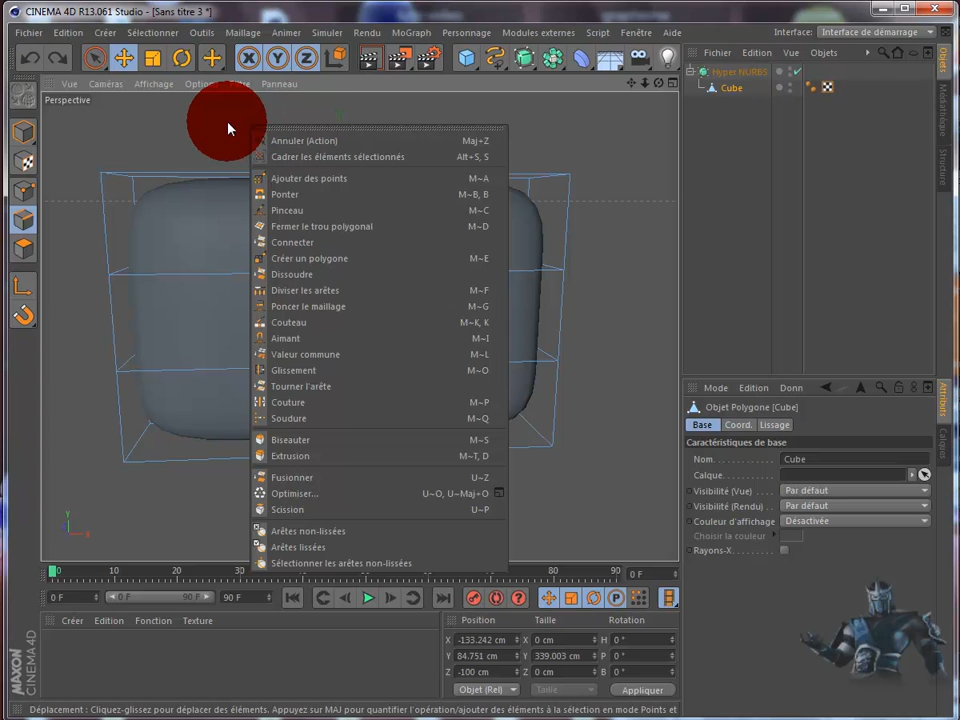 CINEMA 4D R13.061 Studio - [Sans titre 3 *]
Fichier Edition Créer Sélectionner Outils Maillage Animer Simuler Rendu MoGraph Personnage Modules externes Script Fenêtre Aide Interface: Interface de démarrage
Vue Caméras Affichage Options Panneau
Fichier Edition Vue Objets
Perspective
Hyper NURBS
Cube
Objets
Médiathèque
Structure
Annuler (Action) Maj+Z
Cadrer les éléments sélectionnés Alt+S, S
Ajouter des points M~A
Ponter M~B, B
Pinceau M~C
Fermer le trou polygonal M~D
Connecter
Créer un polygone M~E
Dissoudre
Diviser les arêtes M~F
Poncer le maillage M~G
Couteau M~K, K
Aimant M~I
Valeur commune M~L
Glissement M~O
Tourner l'arête
Couture M~P
Soudure M~Q
Biseauter M~S
Extrusion M~T, D
Fusionner U~Z
Optimiser... U~O, U~Maj+O
Scission U~P
Arêtes non-lissées
Arêtes lissées
Sélectionner les arêtes non-lissées
Mode Edition Donn
Objet Polygone [Cube]
Base Coord. Lissage
Caractéristiques de base
Nom. Cube
Calque.
Visibilité (Vue) Par défaut
Visibilité (Rendu) Par défaut
Couleur d'affichage Désactivée
Choisir la couleur
Rayons-X
Attributs
Calques
Y
X
0 10 20 30 80 90 0 F
0 F 0 F 90 F 90 F
Créer Edition Fonction Texture
Position Taille Rotation
X -133.242 cm X 0 cm H 0 °
Y 84.751 cm Y 339.003 cm P 0 °
Z -100 cm Z 0 cm B 0 °
Objet (Rel) Taille Appliquer
MAXON
CINEMA 4D
Déplacement : Cliquez-glissez pour déplacer des éléments. Appuyez sur MAJ pour quantifier l'opération/ajouter des éléments à la sélection en mode Points et